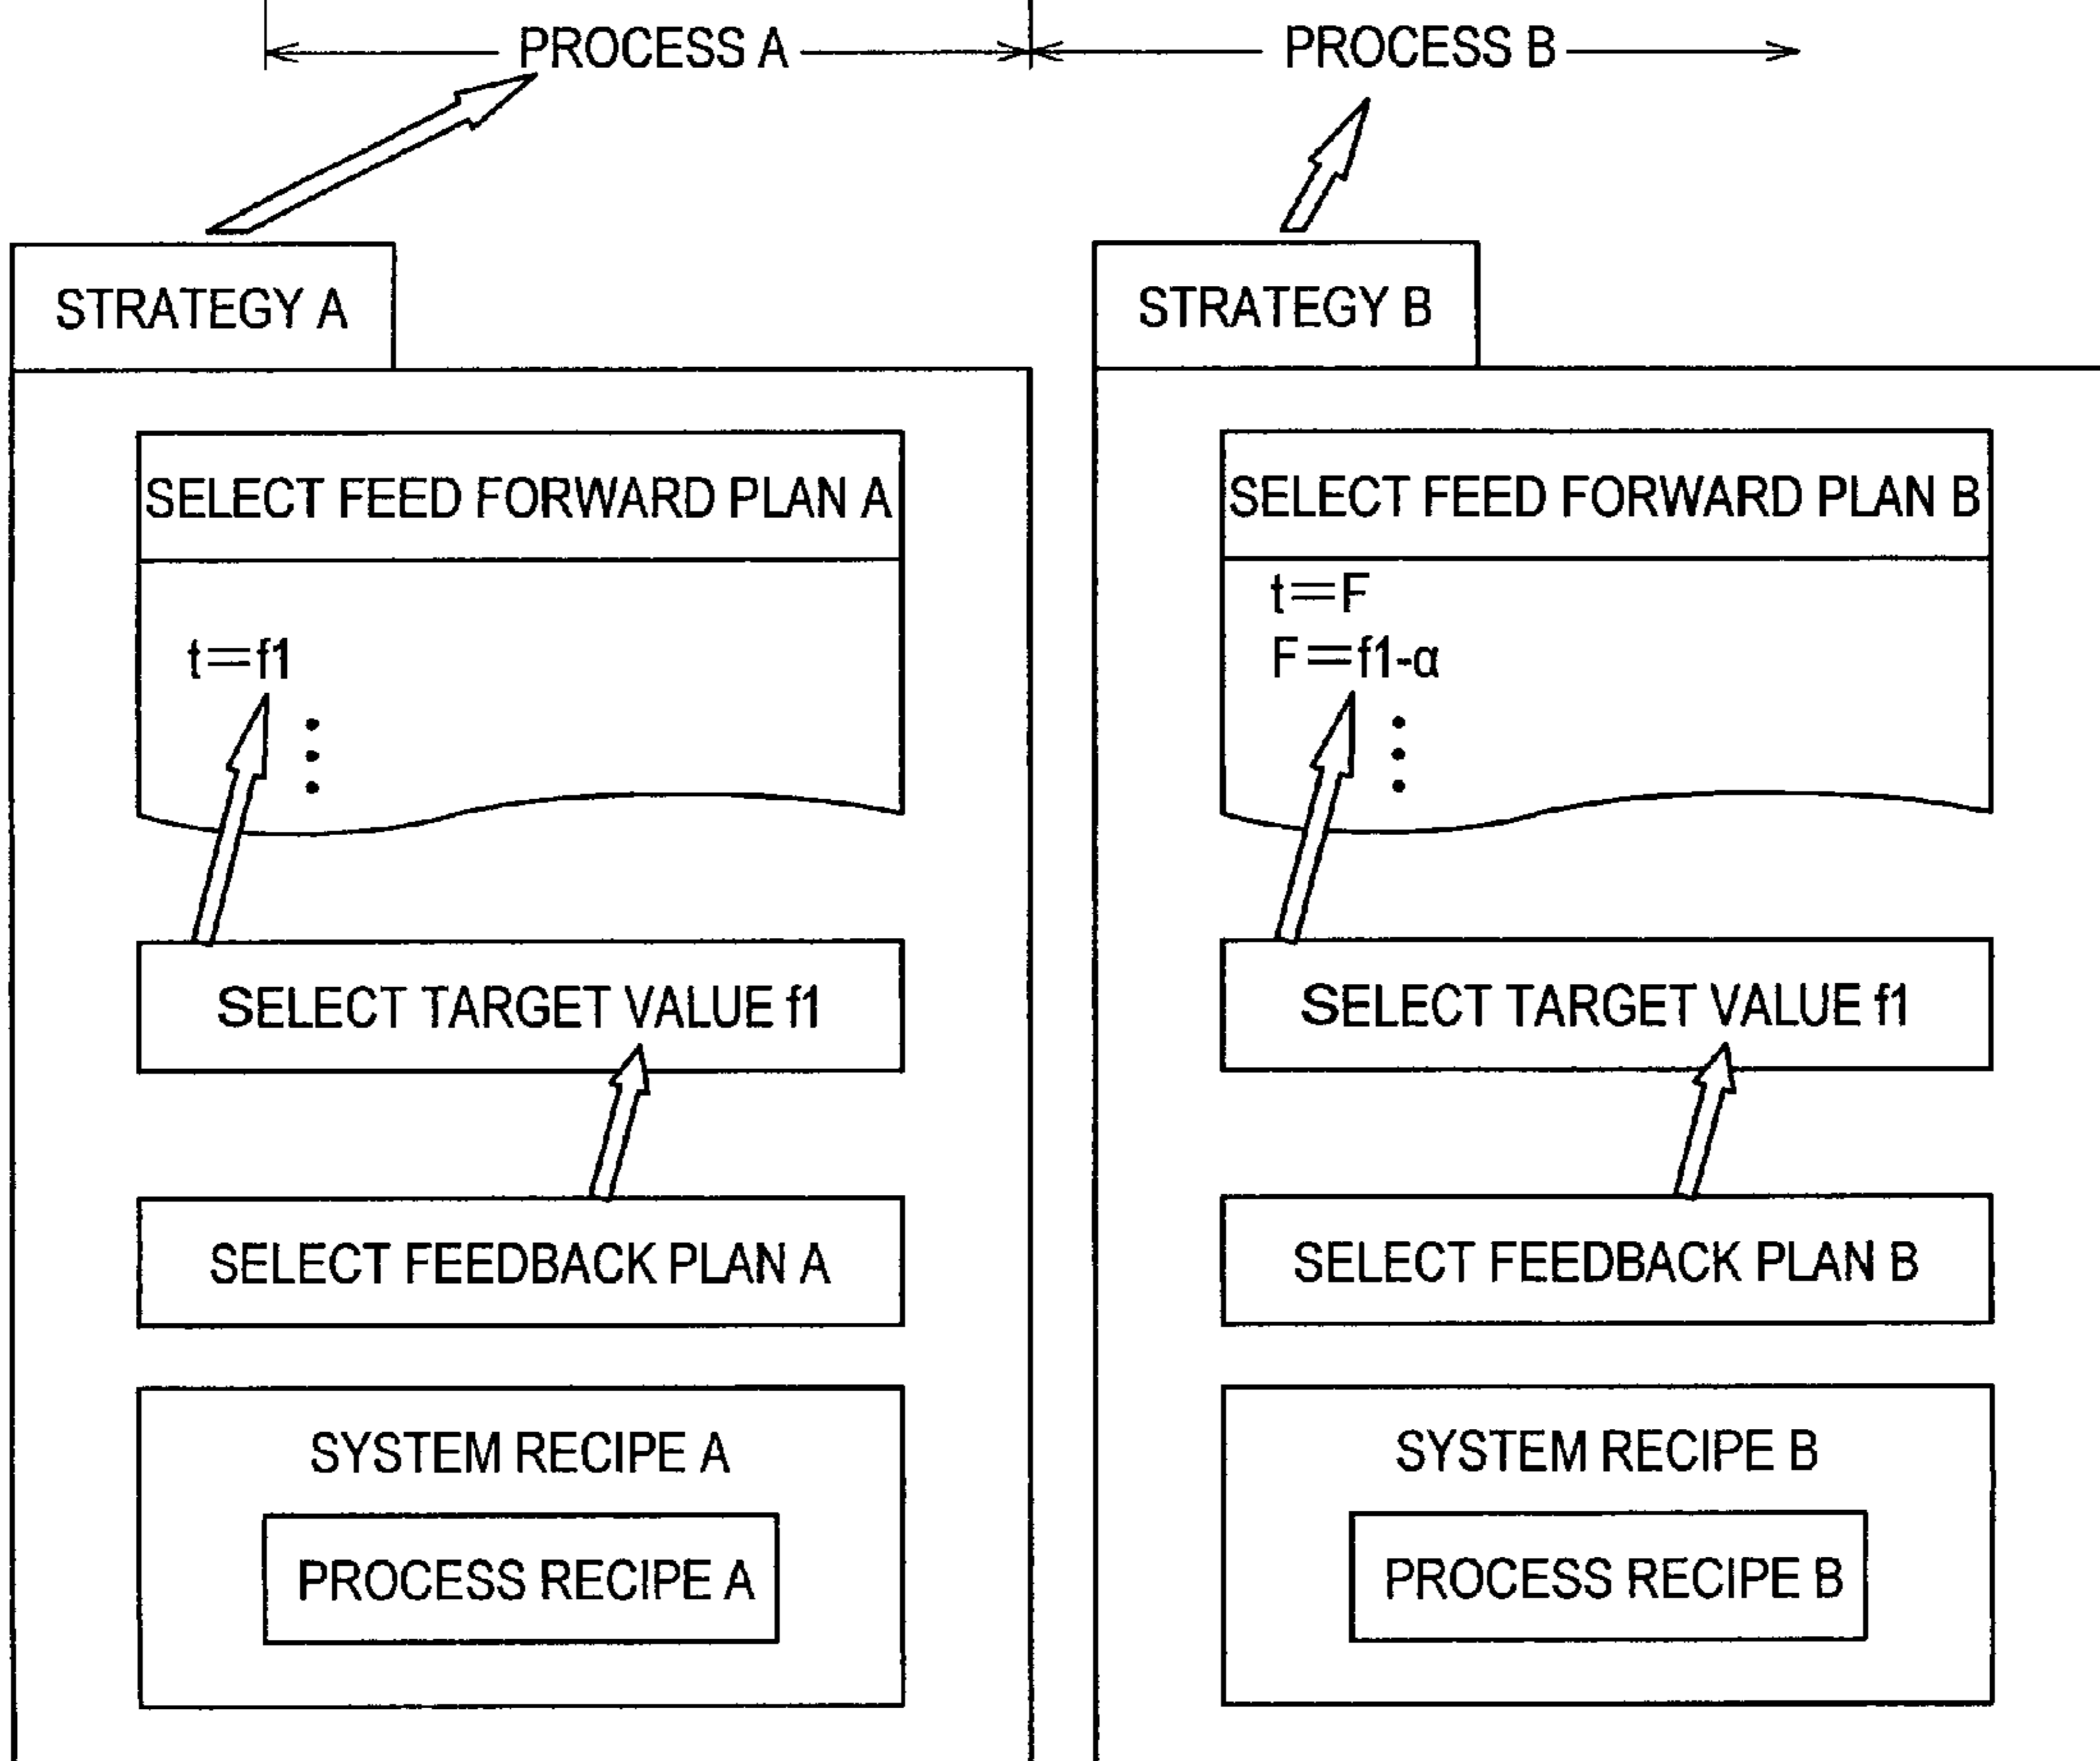 PROCESS A
PROCESS B
STRATEGY A
SELECT FEED FORWARD PLAN A
t=f1
SELECT TARGET VALUE f1
SELECT FEEDBACK PLAN A
SYSTEM RECIPE A
PROCESS RECIPE A
STRATEGY B
SELECT FEED FORWARD PLAN B
t=F
F=f1-α
SELECT TARGET VALUE f1
SELECT FEEDBACK PLAN B
SYSTEM RECIPE B
PROCESS RECIPE B